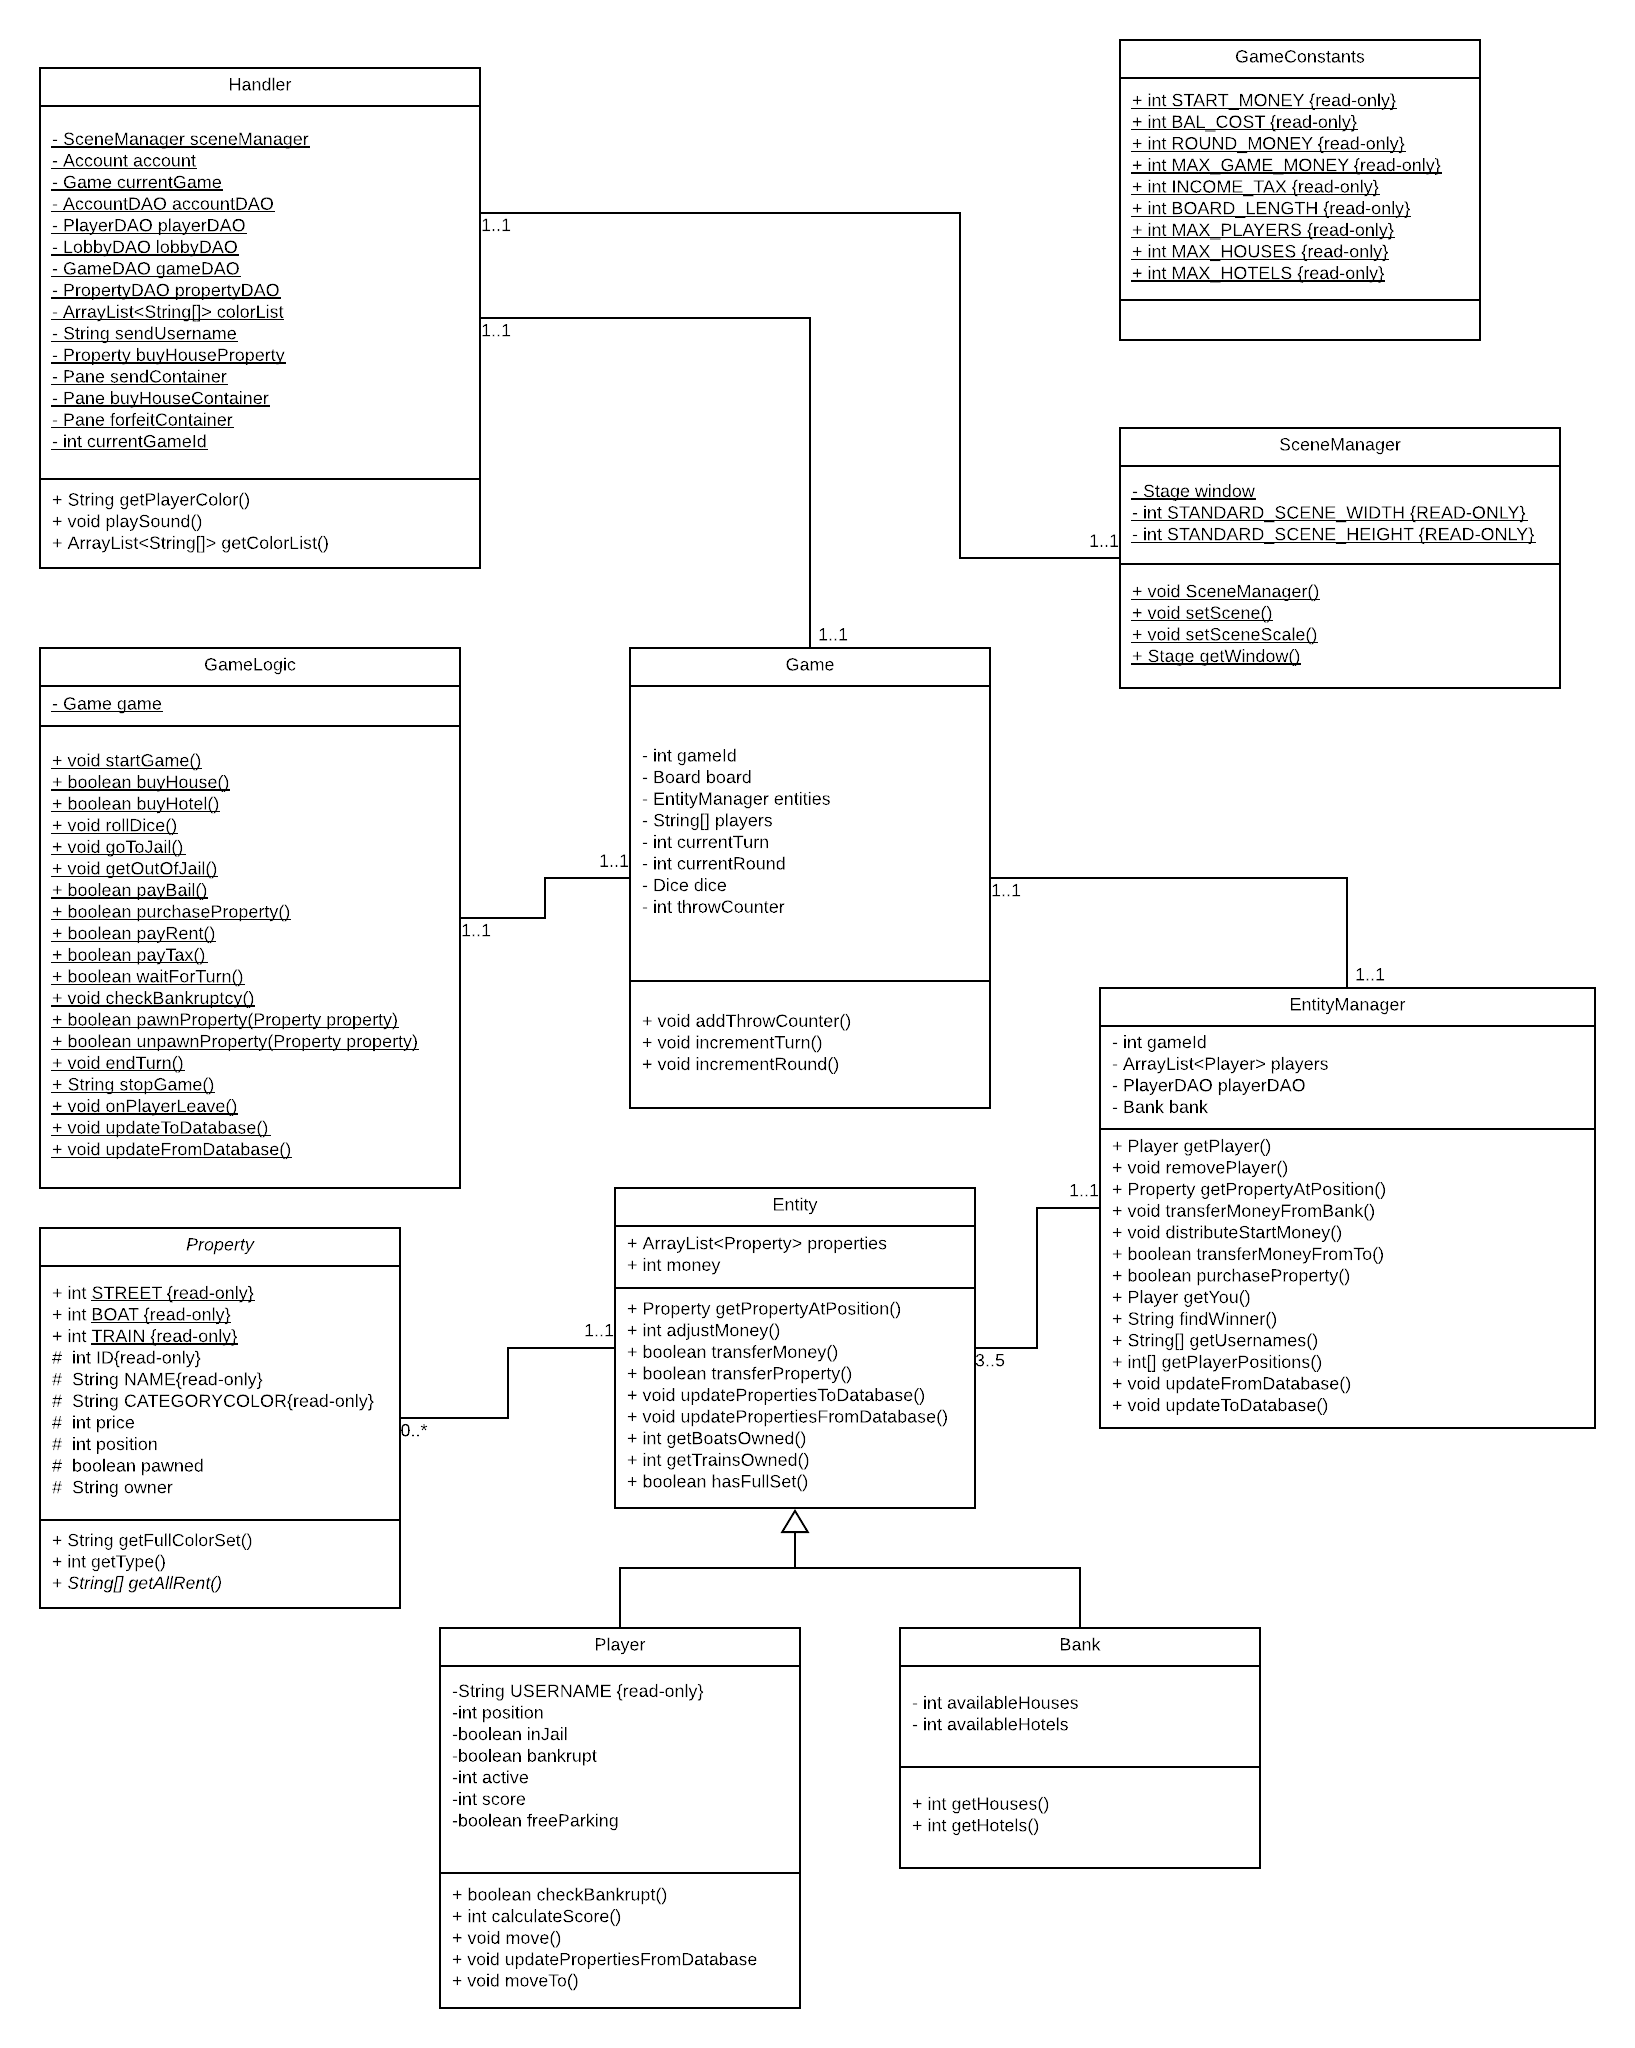 Handler
- SceneManager sceneManager
- Account account
- Game currentGame
- AccountDAO accountDAO
- PlayerDAO playerDAO
- LobbyDAO lobbyDAO
- GameDAO gameDAO
- PropertyDAO propertyDAO
- ArrayList<String[]> colorList
- String sendUsername
- Property buyHouseProperty
- Pane sendContainer
- Pane buyHouseContainer
- Pane forfeitContainer
- int currentGameId
+ String getPlayerColor()
+ void playSound()
+ ArrayList<String[]> getColorList()
1..1
1..1
GameConstants
+ int START_MONEY {read-only}
+ int BAL_COST {read-only}
+ int ROUND_MONEY {read-only}
+ int MAX_GAME_MONEY {read-only}
+ int INCOME_TAX {read-only}
+ int BOARD_LENGTH {read-only}
+ int MAX_PLAYERS {read-only}
+ int MAX_HOUSES {read-only}
+ int MAX_HOTELS {read-only}
SceneManager
- Stage window
- int STANDARD_SCENE_WIDTH {READ-ONLY}
- int STANDARD_SCENE_HEIGHT {READ-ONLY}
1..1
+ void SceneManager()
+ void setScene()
+ void setSceneScale()
+ Stage getWindow()
GameLogic
- Game game
+ void startGame()
+ boolean buyHouse()
+ boolean buyHotel()
+ void rollDice()
+ void goToJail()
+ void getOutOfJail()
+ boolean payBail()
+ boolean purchaseProperty()
+ boolean payRent()
+ boolean payTax()
+ boolean waitForTurn()
+ void checkBankruptcy()
+ boolean pawnProperty(Property property)
+ boolean unpawnProperty(Property property)
+ void endTurn()
+ String stopGame()
+ void onPlayerLeave()
+ void updateToDatabase()
+ void updateFromDatabase()
1..1
1..1
1..1
Game
- int gameId
- Board board
- EntityManager entities
- String[] players
- int currentTurn
- int currentRound
- Dice dice
- int throwCounter
+ void addThrowCounter()
+ void incrementTurn()
+ void incrementRound()
1..1
1..1
EntityManager
- int gameId
- ArrayList<Player> players
- PlayerDAO playerDAO
- Bank bank
+ Player getPlayer()
+ void removePlayer()
+ Property getPropertyAtPosition()
+ void transferMoneyFromBank()
+ void distributeStartMoney()
+ boolean transferMoneyFromTo()
+ boolean purchaseProperty()
+ Player getYou()
+ String findWinner()
+ String[] getUsernames()
+ int[] getPlayerPositions()
+ void updateFromDatabase()
+ void updateToDatabase()
1..1
3..5
Entity
+ ArrayList<Property> properties
+ int money
+ Property getPropertyAtPosition()
+ int adjustMoney()
+ boolean transferMoney()
+ boolean transferProperty()
+ void updatePropertiesToDatabase()
+ void updatePropertiesFromDatabase()
+ int getBoatsOwned()
+ int getTrainsOwned()
+ boolean hasFullSet()
1..1
0..*
Property
+ int STREET {read-only}
+ int BOAT {read-only}
+ int TRAIN {read-only}
# int ID{read-only}
# String NAME{read-only}
# String CATEGORYCOLOR{read-only}
# int price
# int position
# boolean pawned
# String owner
+ String getFullColorSet()
+ int getType()
+ String[] getAllRent()
Player
-String USERNAME {read-only}
-int position
-boolean inJail
-boolean bankrupt
-int active
-int score
-boolean freeParking
+ boolean checkBankrupt()
+ int calculateScore()
+ void move()
+ void updatePropertiesFromDatabase
+ void moveTo()
Bank
- int availableHouses
- int availableHotels
+ int getHouses()
+ int getHotels()